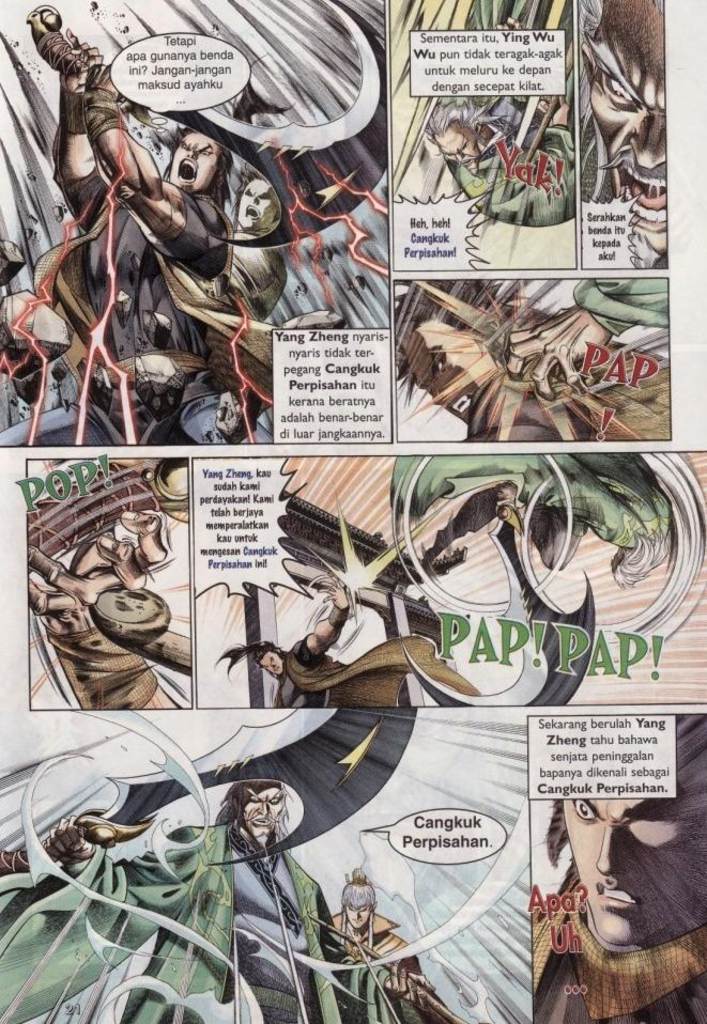 Tetapi
apa gunanya benda
ini? Jangan-jangan
maksud ayahku
...
Yang Zheng nyaris-
nyaris tidak ter-
pegang Cangkuk
Perpisahan itu
kerana beratnya
adalah benar-benar
di luar jangkaannya.
Sementara itu, Ying Wu
Wu pun tidak teragak-agak
untuk meluru ke depan
dengan secepat kilat.
Yak!
Heh, heh!
Cangkuk
Perpisahan!
Serahkan
benda itu
kepada
aku!
PAP
!
POP!
Yang Zheng, kau
sudah kami
perdayakan! Kami
telah berjaya
memperalatkan
kau untuk
mengesan Cangkuk
Perpisahan ini!
PAP! PAP!
Cangkuk
Perpisahan.
Sekarang berulah Yang
Zheng tahu bahawa
senjata peninggalan
bapanya dikenali sebagai
Cangkuk Perpisahan.
Apa?
Uh
...
21